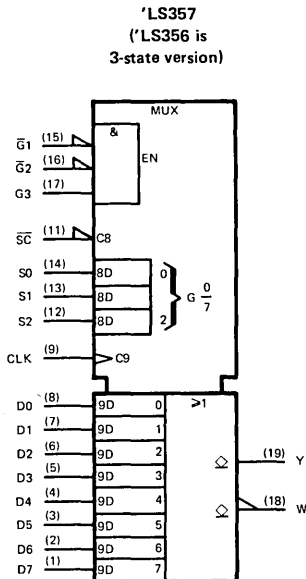 'LS357
('LS356 is
3-state version)
MUX
&
G1 (15) EN
G2 (16)
G3 (17)
SC (11) C8
S0 (14) 8D 0
S1 (13) 8D G 0/7
S2 (12) 8D 2
CLK (9) C9
D0 (8) 9D 0 ≥1
D1 (7) 9D 1
D2 (6) 9D 2
D3 (5) 9D 3 (19) Y
D4 (4) 9D 4
D5 (3) 9D 5 (18) W
D6 (2) 9D 6
D7 (1) 9D 7